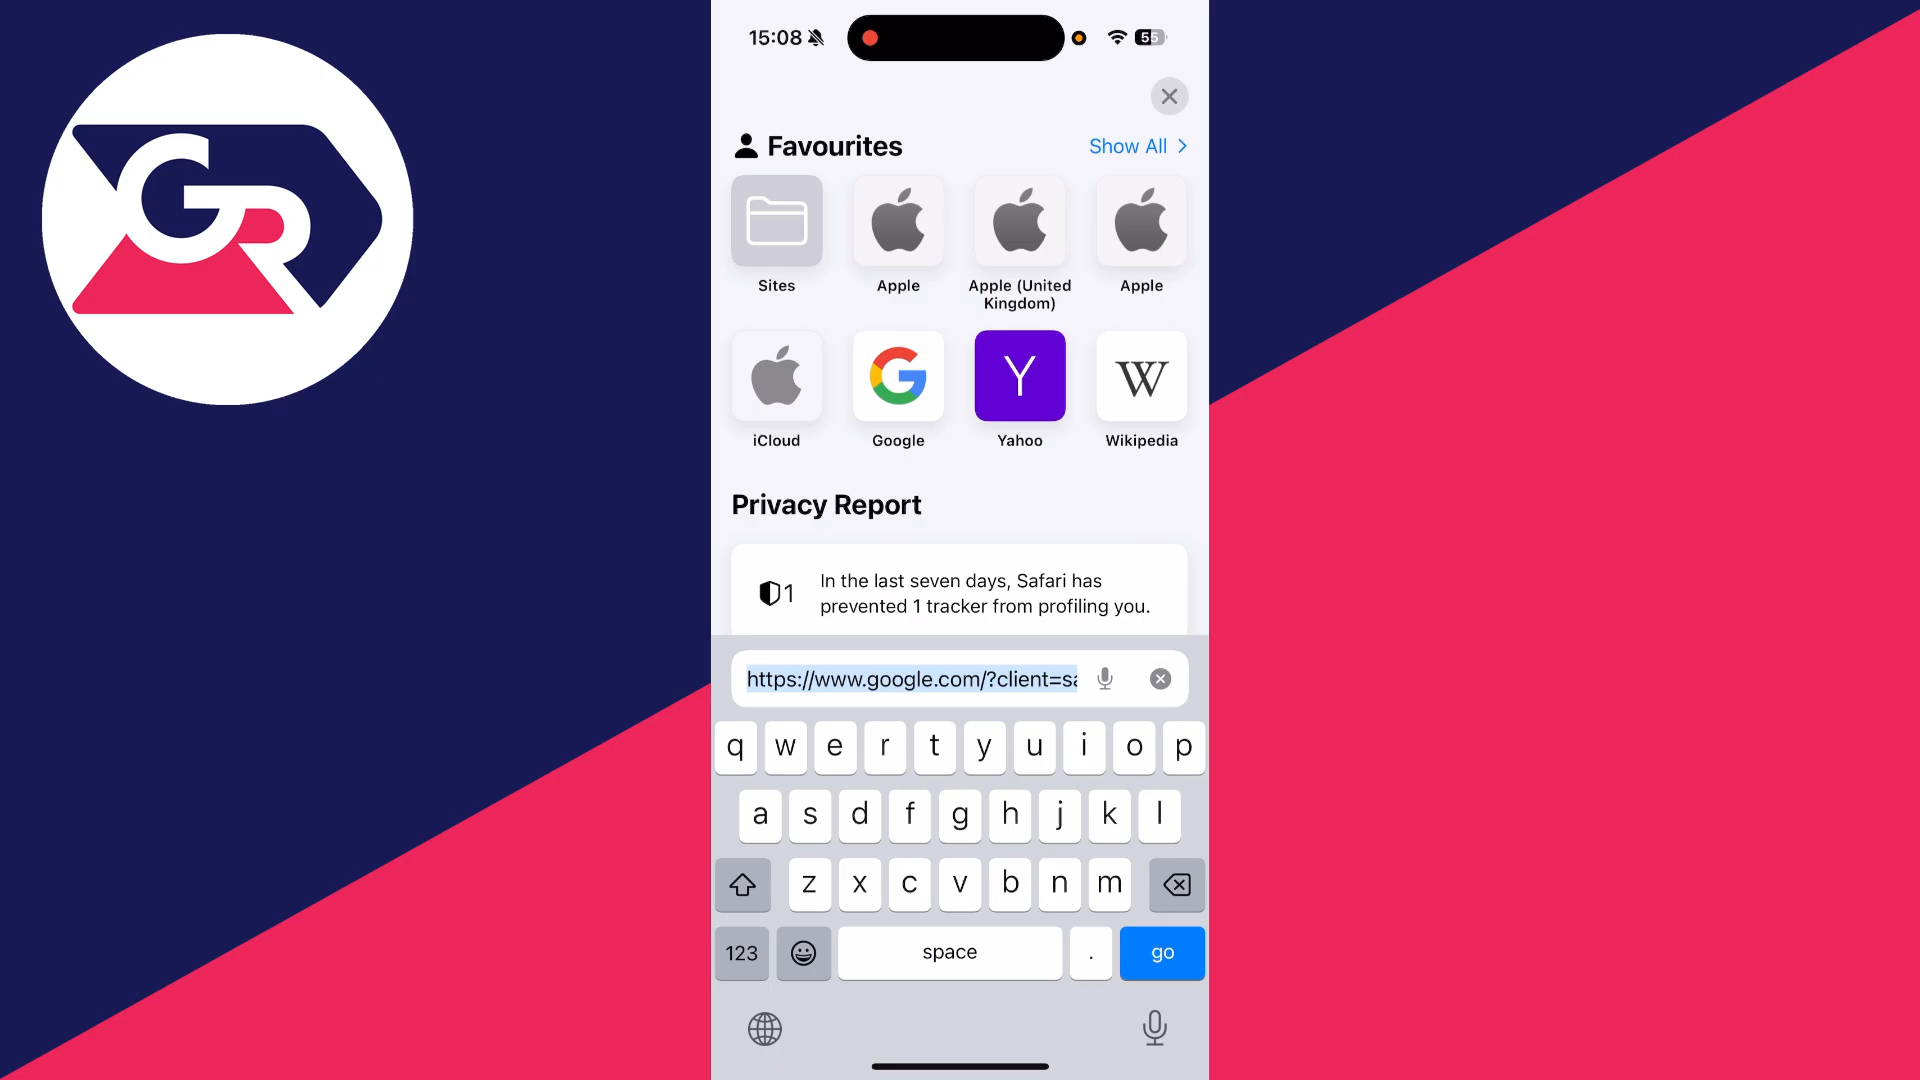 GR
15:08
55
Favourites
Show All
Sites
Apple
Apple (United
Kingdom)
Apple
iCloud
Google
Y
Yahoo
W
Wikipedia
Privacy Report
1
In the last seven days, Safari has
prevented 1 tracker from profiling you.
https://www.google.com/?client=sa
q w e r t y u i o p
a s d f g h j k l
z x c v b n m
123
space
.
go